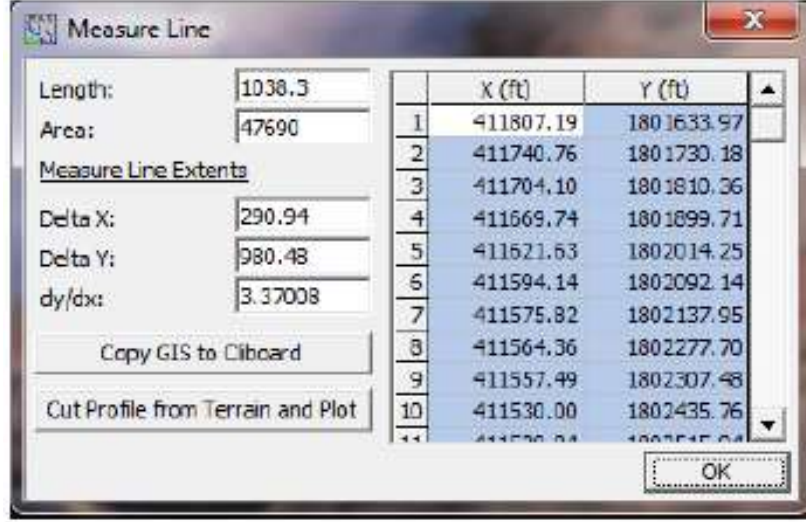 Measure Line
Length: 1038.3
Area: 47690
Measure Line Extents
Delta X: 290.94
Delta Y: 980.48
dy/dx: 3.37008
Copy GIS to Cliboard
Cut Profile from Terrain and Plot
X (ft) Y (ft)
1 411807.19 1801633.97
2 411740.76 1801730.18
3 411704.10 1801810.36
4 411669.74 1801899.71
5 411621.63 1802014.25
6 411594.14 1802092.14
7 411575.82 1802137.95
8 411564.36 1802277.70
9 411557.49 1802307.48
10 411530.00 1802435.76
OK